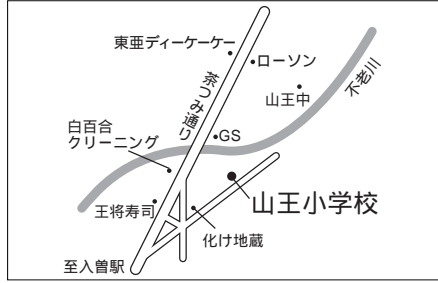 東亜ディーケーケー
ローソン
山王中
不老川
茶つみ通り
白百合
クリーニング
GS
山王小学校
王将寿司
化け地蔵
至入曽駅